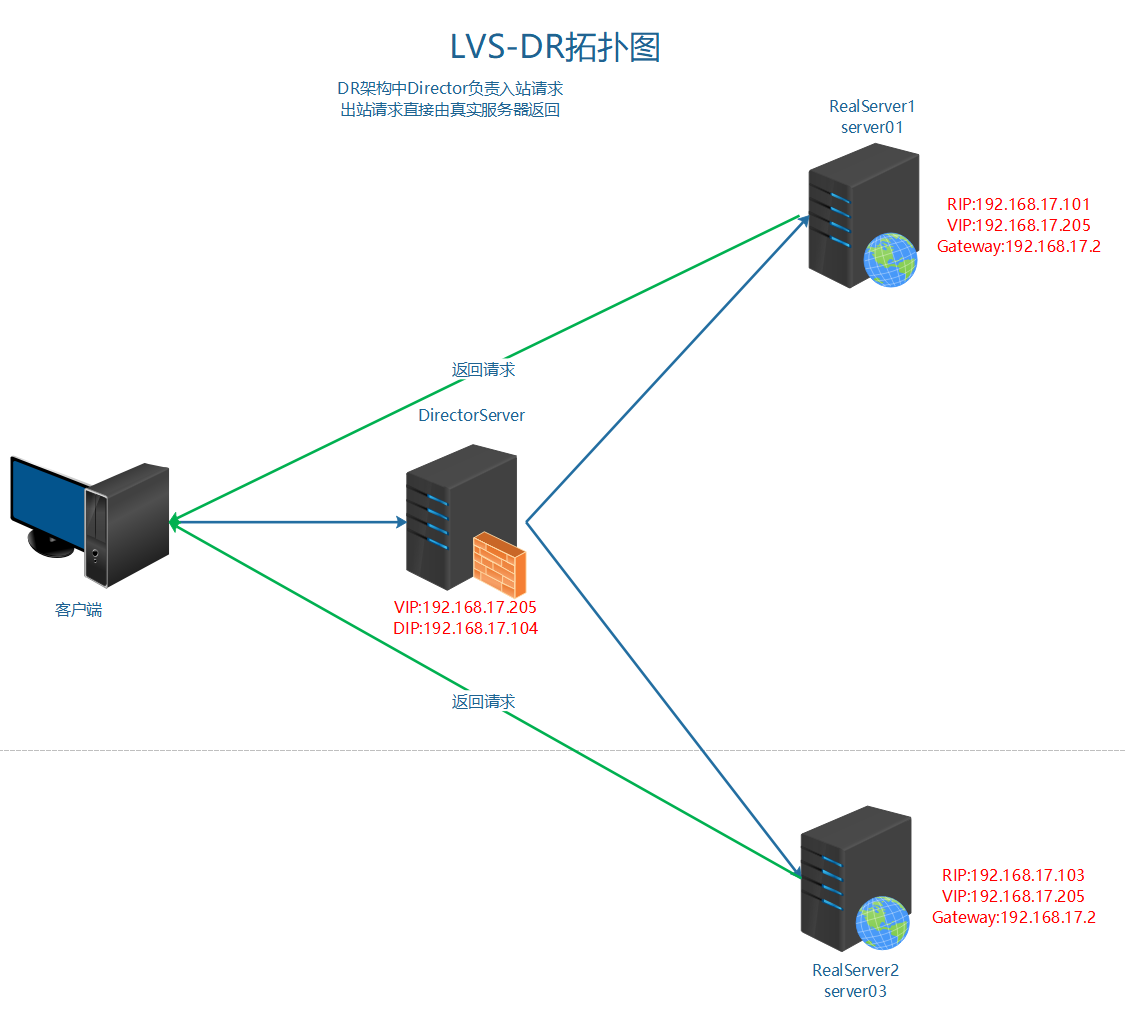 LVS-DR拓扑图
DR架构中Director负责入站请求
出站请求直接由真实服务器返回
RealServer1
server01
RIP:192.168.17.101
VIP:192.168.17.205
Gateway:192.168.17.2
返回请求
DirectorServer
客户端
VIP:192.168.17.205
DIP:192.168.17.104
返回请求
RIP:192.168.17.103
VIP:192.168.17.205
Gateway:192.168.17.2
RealServer2
server03